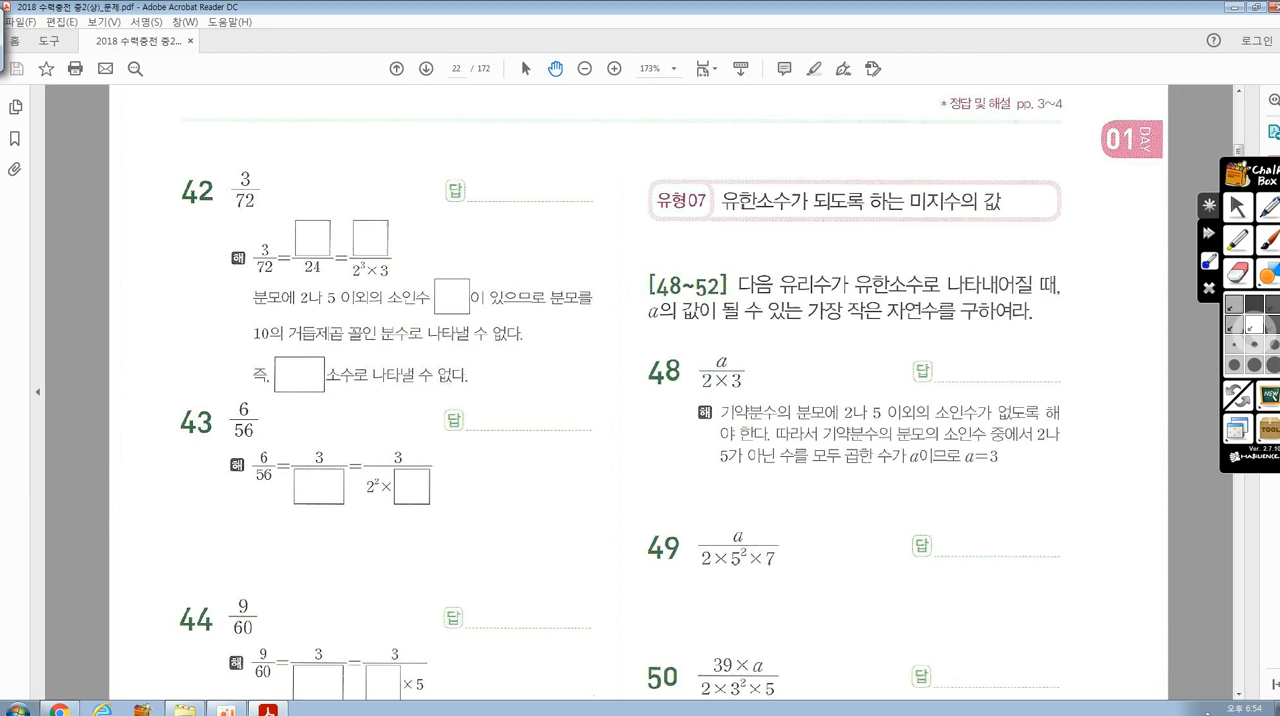 2018 수력충전 중2(상)_문제.pdf - Adobe Acrobat Reader DC
파일(F) 편집(E) 보기(V) 서명(S) 창(W) 도움말(H)
홈 도구 2018 수력충전 중2... × 로그인
22 / 172 173%
* 정답 및 해설 pp. 3~4
01 DAY
42 3/72 답
해 3/72 = □/24 = □/2³×3
분모에 2나 5 이외의 소인수 □이 있으므로 분모를
10의 거듭제곱 꼴인 분수로 나타낼 수 없다.
즉, □소수로 나타낼 수 없다.
43 6/56 답
해 6/56 = 3/□ = 3/2²×□
44 9/60 답
해 9/60 = 3/□ = 3/□×5
유형07 유한소수가 되도록 하는 미지수의 값
[48~52] 다음 유리수가 유한소수로 나타내어질 때,
a의 값이 될 수 있는 가장 작은 자연수를 구하여라.
48 a/2×3 답
해 기약분수의 분모에 2나 5 이외의 소인수가 없도록 해
야 한다. 따라서 기약분수의 분모의 소인수 중에서 2나
5가 아닌 수를 모두 곱한 수가 a이므로 a=3
49 a/2×5²×7 답
50 39×a/2×3²×5 답
Chalk
Box
NEW
TOOL
HABILIENCE
오후 6:54